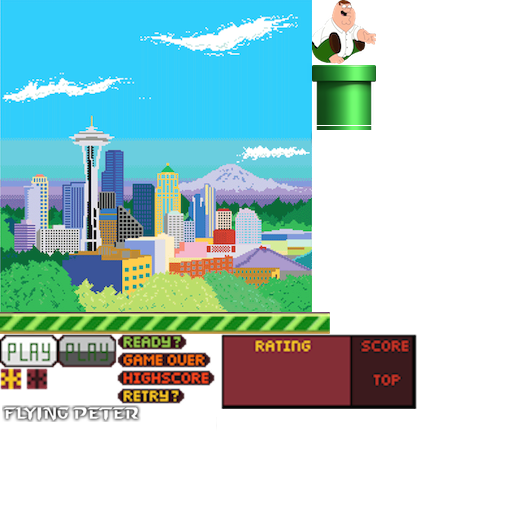 PLAY PLAY
READY?
GAME OVER
HIGHSCORE
RETRY?
RATING SCORE
TOP
FLYING PETER